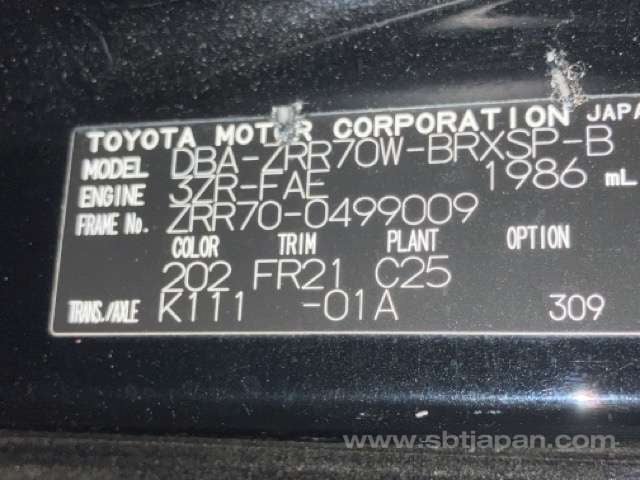 TOYOTA MOTOR CORPORATION JAPA
MODEL DBA-ZRR70W-BRXSP-B
ENGINE 3ZR-FAE 1986 mL
FRAME No. ZRR70-0499009
COLOR TRIM PLANT OPTION
202 FR21 C25
TRANS./AXLE K111 -01A 309
www.sbtjapan.com